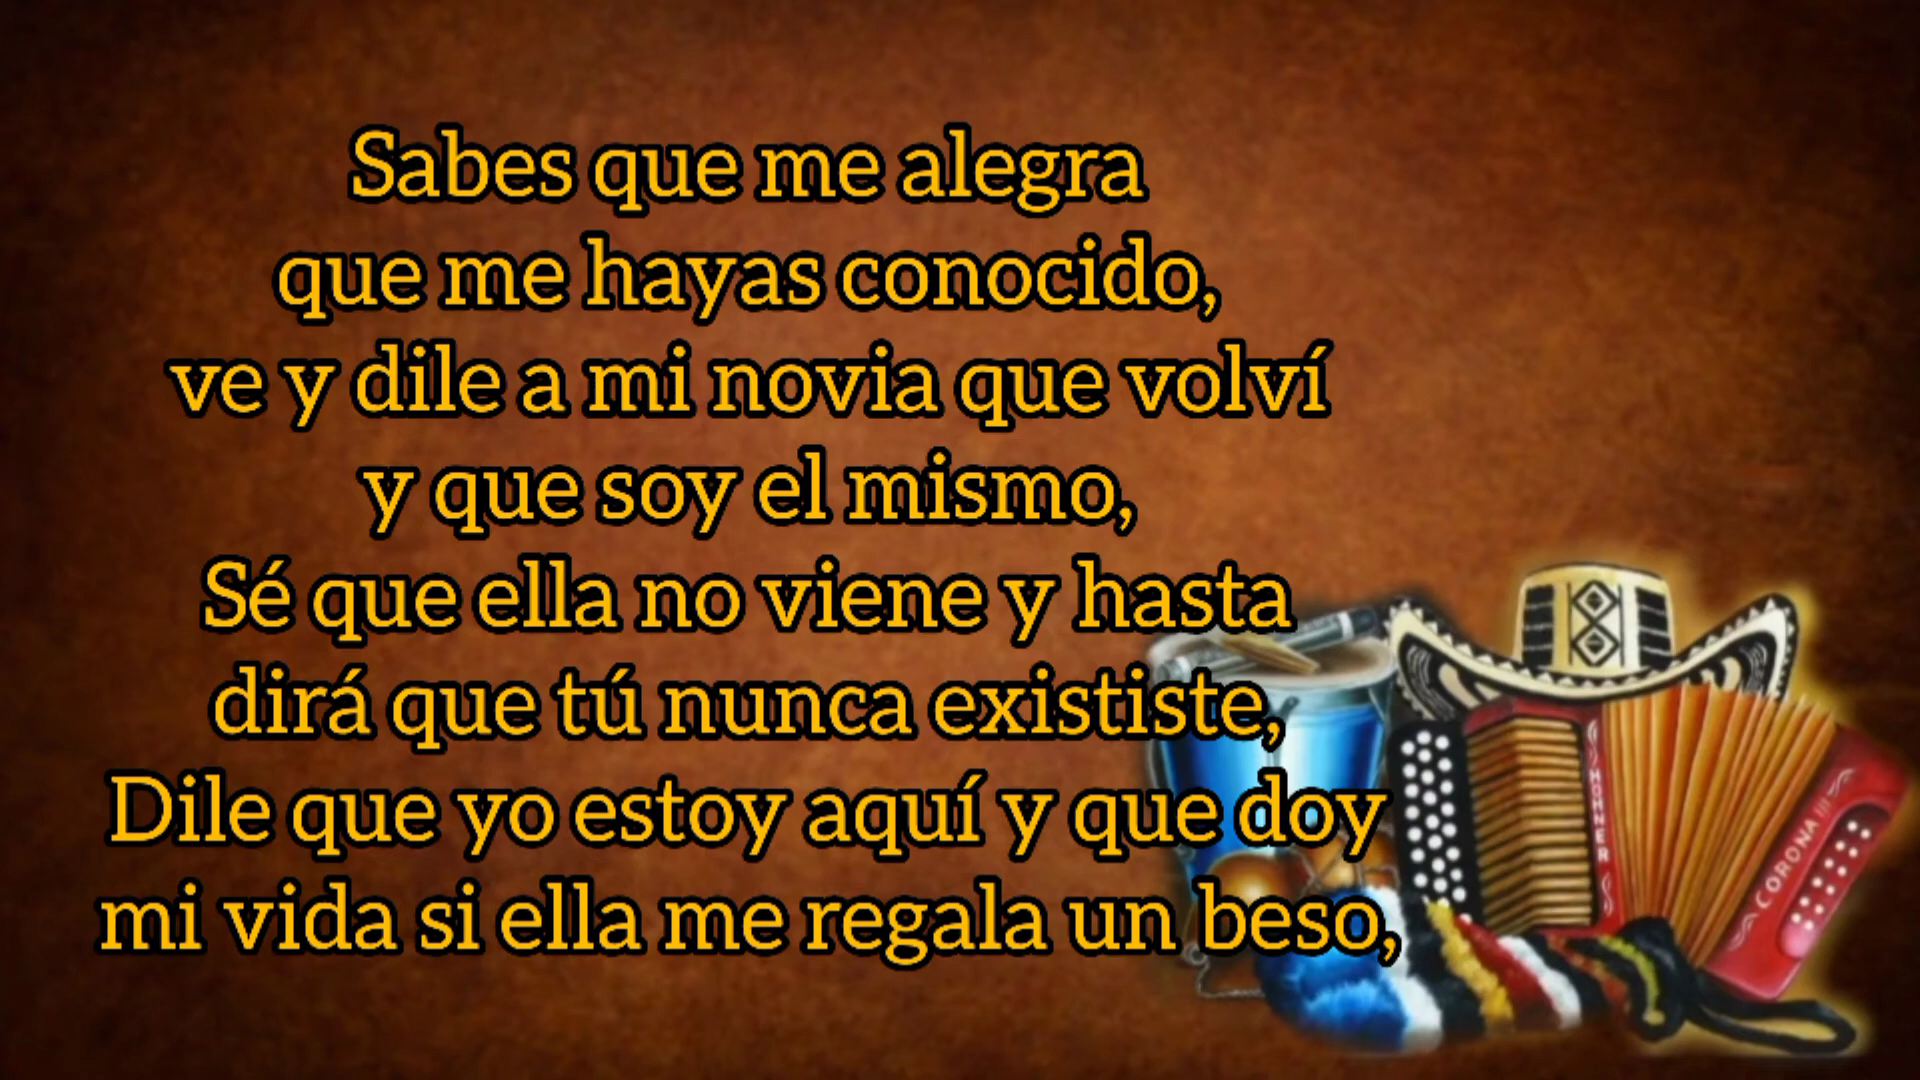 Sabes que me alegra
que me hayas conocido,
ve y dile a mi novia que volví
y que soy el mismo,
Sé que ella no viene y hasta
dirá que tú nunca exististe,
Dile que yo estoy aquí y que doy
mi vida si ella me regala un beso,
HOHNER
CORONA III